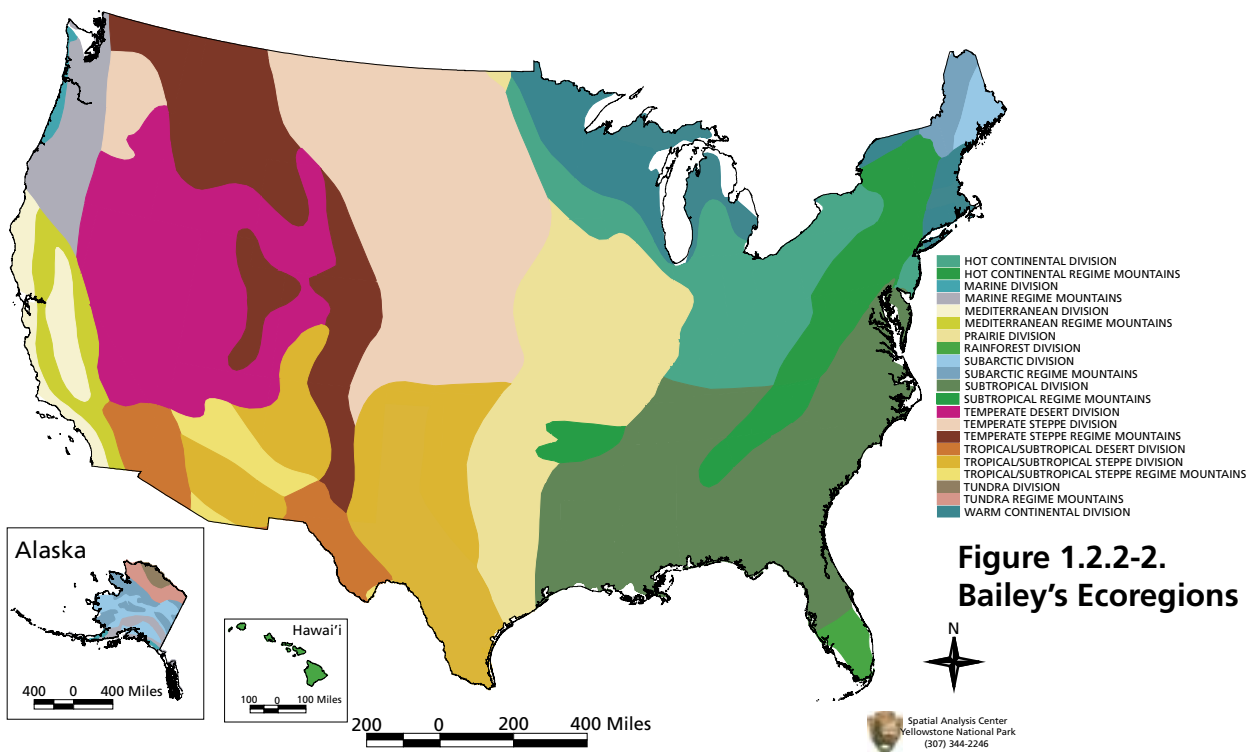 HOT CONTINENTAL DIVISION
HOT CONTINENTAL REGIME MOUNTAINS
MARINE DIVISION
MARINE REGIME MOUNTAINS
MEDITERRANEAN DIVISION
MEDITERRANEAN REGIME MOUNTAINS
PRAIRIE DIVISION
RAINFOREST DIVISION
SUBARCTIC DIVISION
SUBARCTIC REGIME MOUNTAINS
SUBTROPICAL DIVISION
SUBTROPICAL REGIME MOUNTAINS
TEMPERATE DESERT DIVISION
TEMPERATE STEPPE DIVISION
TEMPERATE STEPPE REGIME MOUNTAINS
TROPICAL/SUBTROPICAL DESERT DIVISION
TROPICAL/SUBTROPICAL STEPPE DIVISION
TROPICAL/SUBTROPICAL STEPPE REGIME MOUNTAINS
TUNDRA DIVISION
TUNDRA REGIME MOUNTAINS
WARM CONTINENTAL DIVISION
Figure 1.2.2-2.
Bailey's Ecoregions
N
Alaska
400 0 400 Miles
Hawai'i
100 0 100 Miles
200 0 200 400 Miles
Spatial Analysis Center
Yellowstone National Park
(307) 344-2246